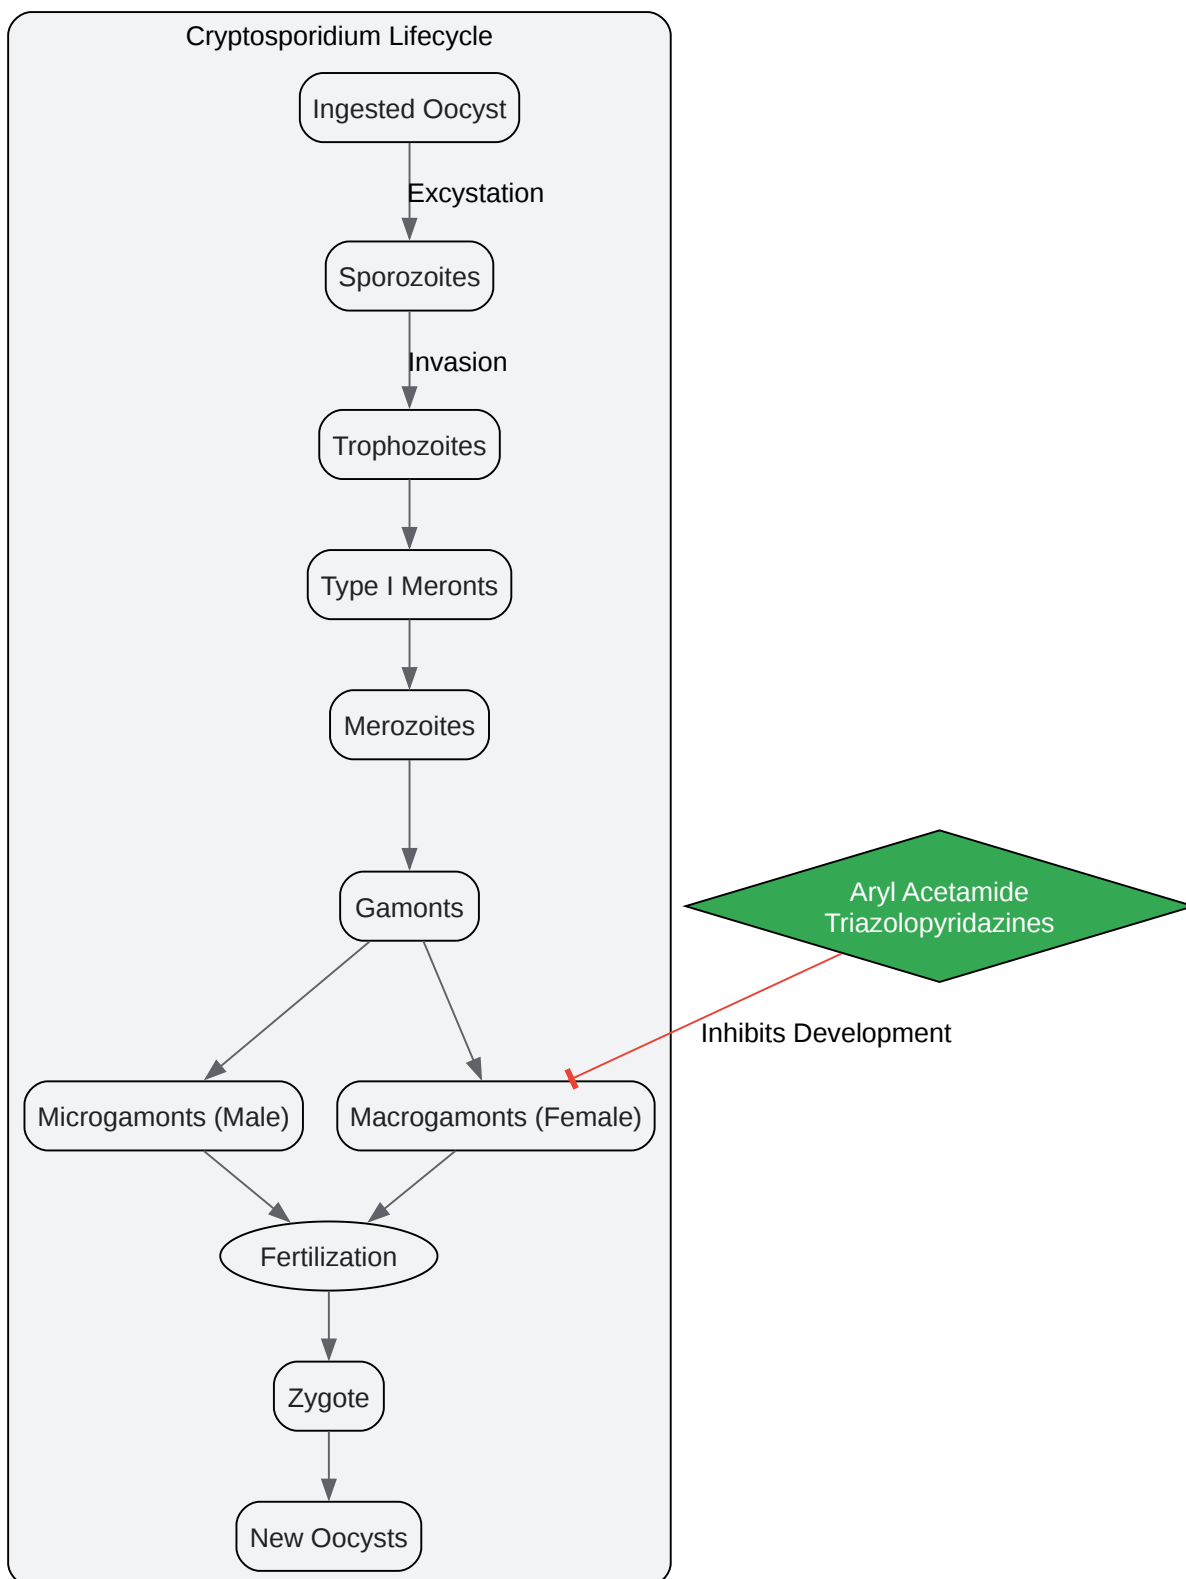 Cryptosporidium Lifecycle
Ingested Oocyst
Excystation
Sporozoites
Invasion
Trophozoites
Type I Meronts
Merozoites
Gamonts
Aryl Acetamide
Triazolopyridazines
Inhibits Development
Microgamonts (Male)
Macrogamonts (Female)
Fertilization
Zygote
New Oocysts